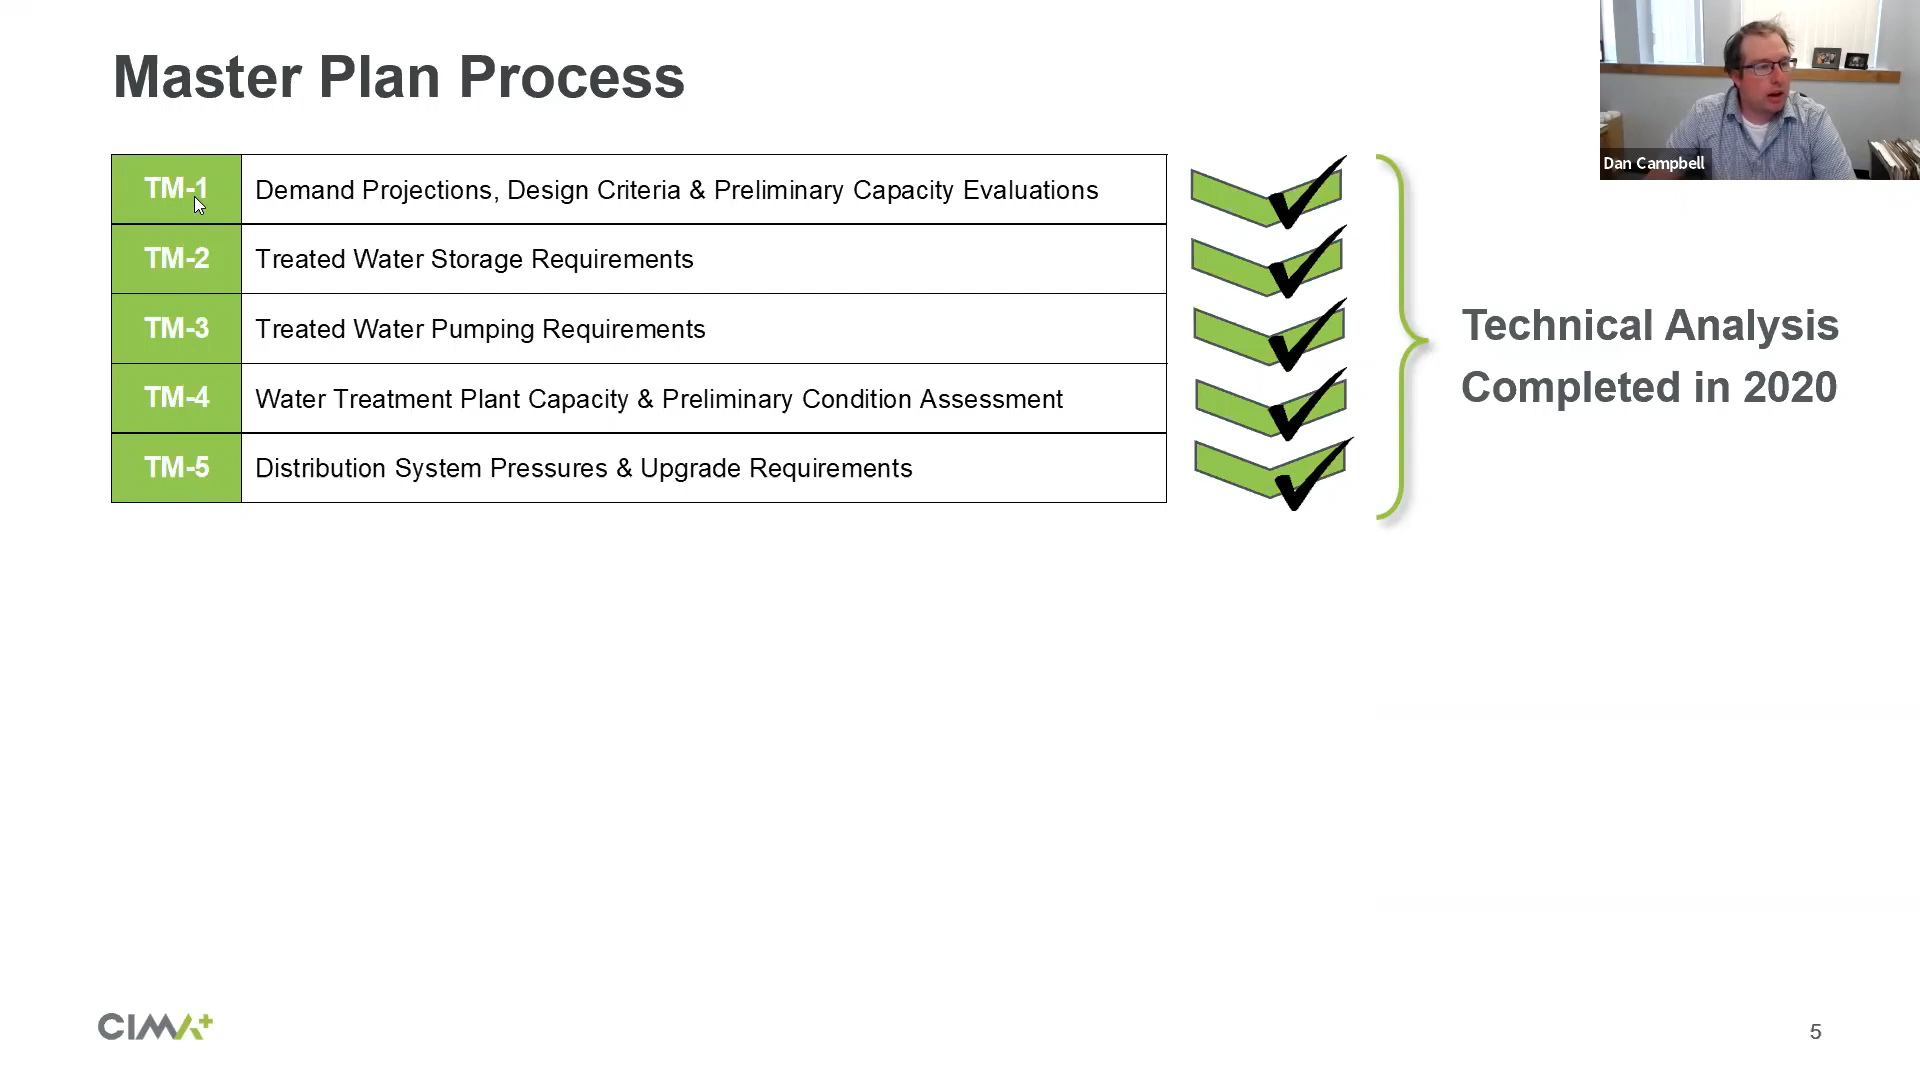 Master Plan Process
Dan Campbell
TM-1 Demand Projections, Design Criteria & Preliminary Capacity Evaluations
TM-2 Treated Water Storage Requirements
TM-3 Treated Water Pumping Requirements
TM-4 Water Treatment Plant Capacity & Preliminary Condition Assessment
TM-5 Distribution System Pressures & Upgrade Requirements
Technical Analysis
Completed in 2020
CIMA+
5